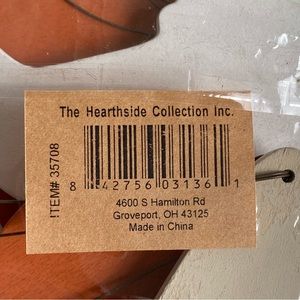 The Hearthside Collection Inc.
ITEM# 35708
8 42756 03136 1
4600 S Hamilton Rd
Groveport, OH 43125
Made in China